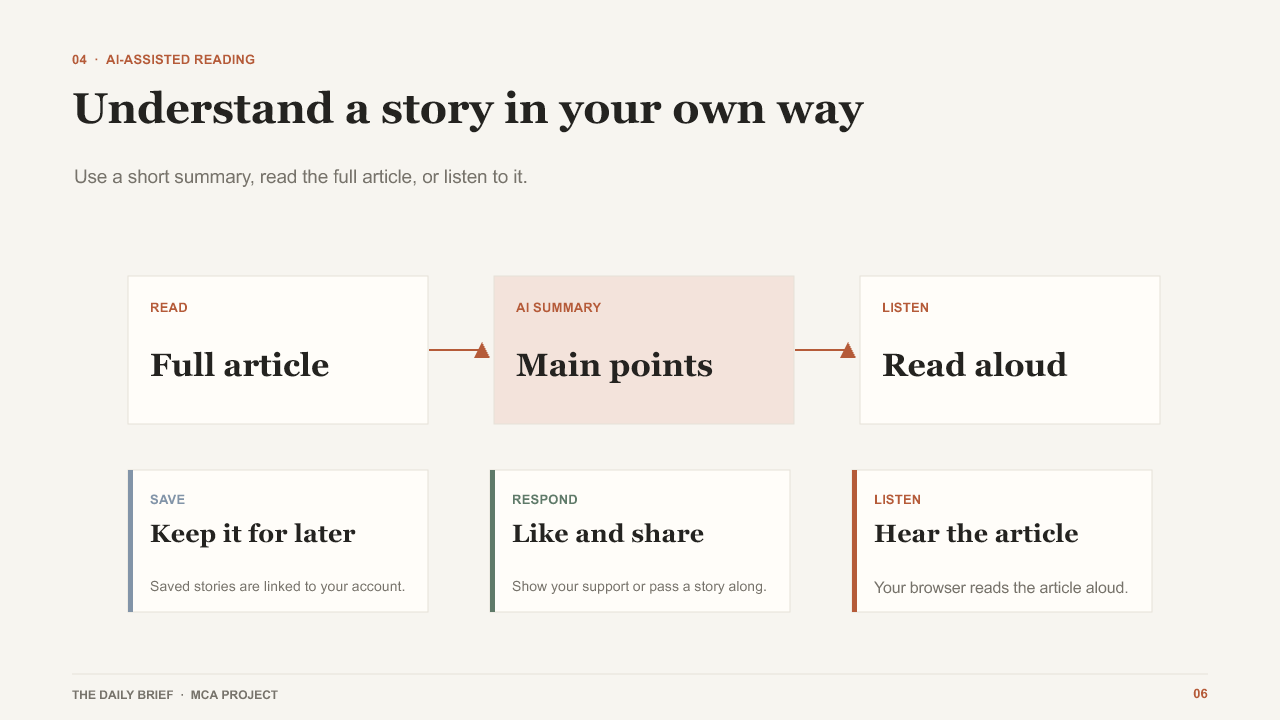 04 · AI-ASSISTED READING
Understand a story in your own way
Use a short summary, read the full article, or listen to it.
READ
Full article
AI SUMMARY
Main points
LISTEN
Read aloud
SAVE
Keep it for later
Saved stories are linked to your account.
RESPOND
Like and share
Show your support or pass a story along.
LISTEN
Hear the article
Your browser reads the article aloud.
THE DAILY BRIEF · MCA PROJECT
06